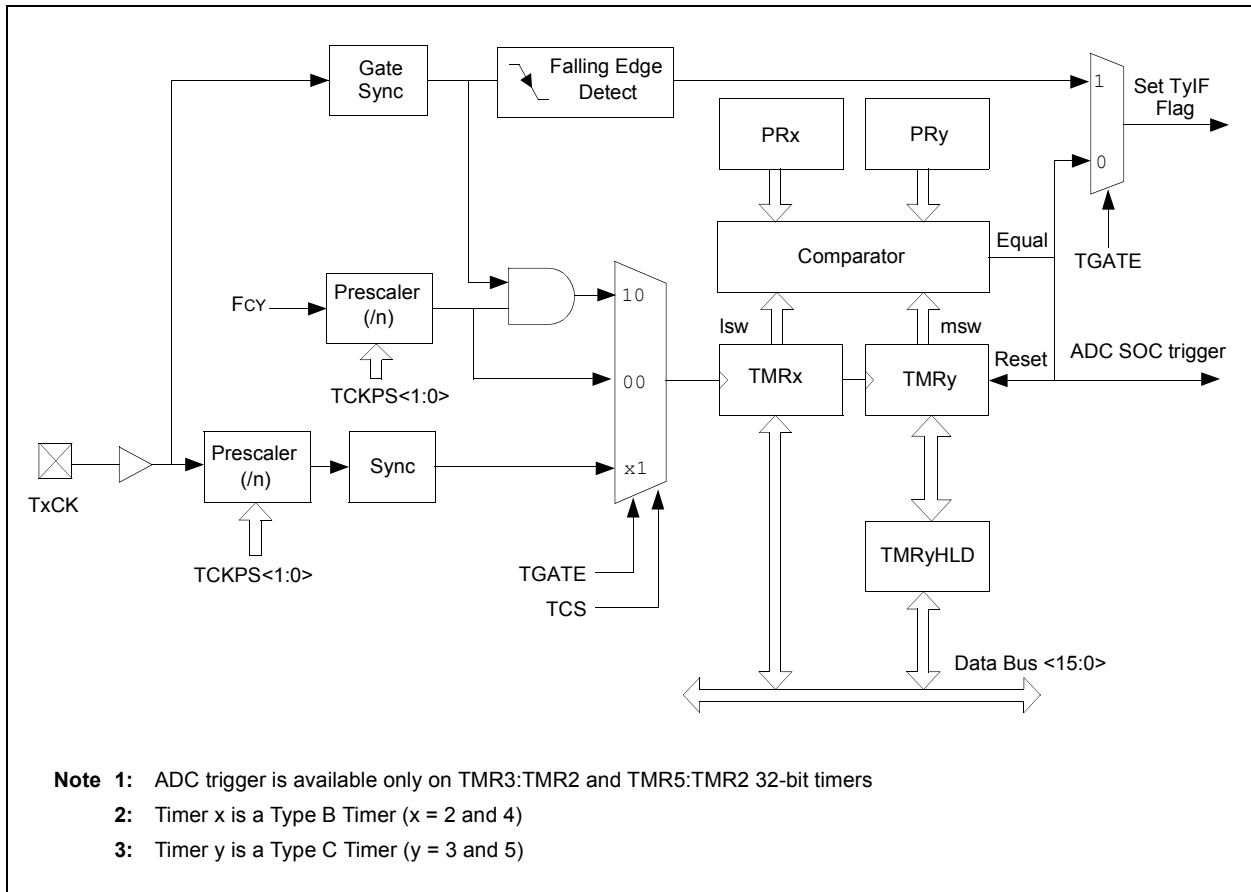 Gate
Sync
Falling Edge
Detect
1
Set TyIF
Flag
PRx
PRy
0
Comparator
Equal
TGATE
FCY
Prescaler
(/n)
10
lsw
msw
TCKPS<1:0>
00
TMRx
TMRy
Reset
ADC SOC trigger
TxCK
Prescaler
(/n)
Sync
x1
TCKPS<1:0>
TGATE
TCS
TMRyHLD
Data Bus <15:0>
Note 1: ADC trigger is available only on TMR3:TMR2 and TMR5:TMR2 32-bit timers
2: Timer x is a Type B Timer (x = 2 and 4)
3: Timer y is a Type C Timer (y = 3 and 5)